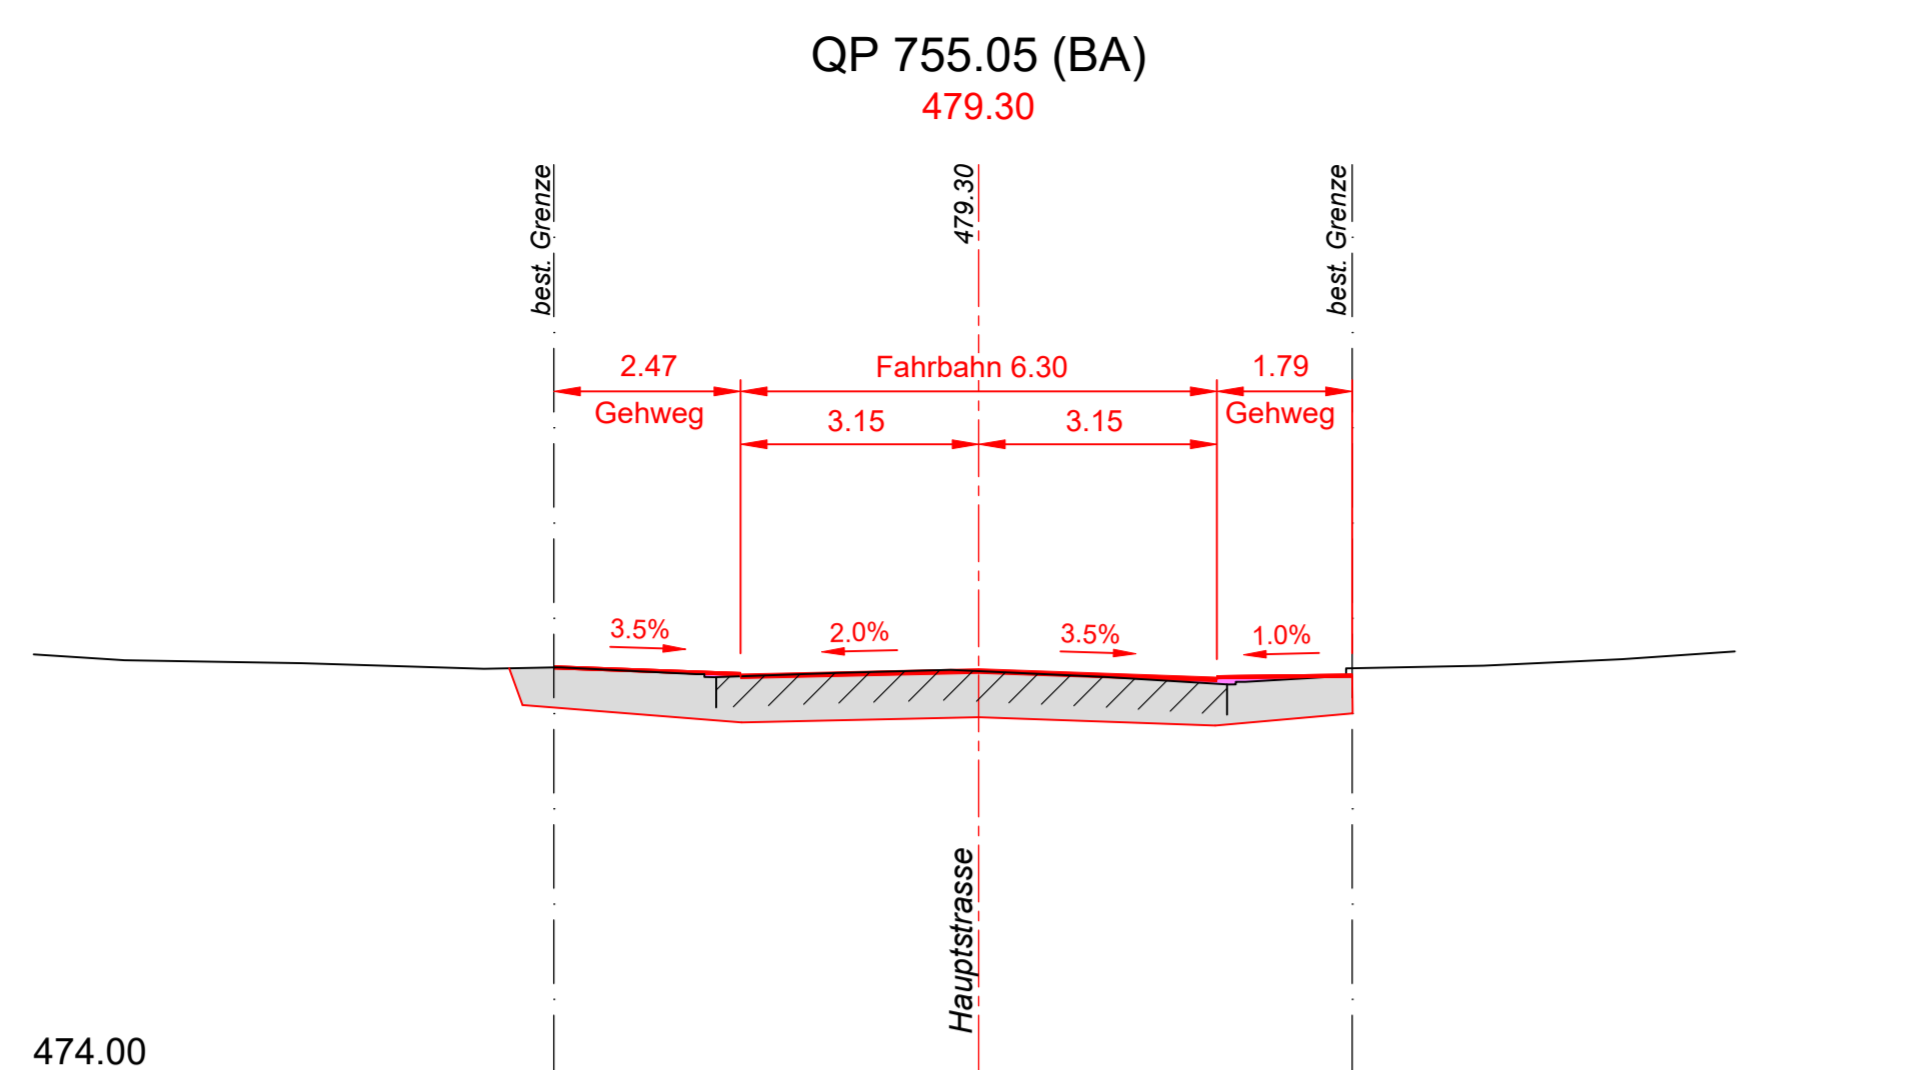 QP 755.05 (BA)
479.30
best. Grenze
479.30
best. Grenze
2.47
Fahrbahn 6.30
1.79
Gehweg
3.15
3.15
Gehweg
3.5%
2.0%
3.5%
1.0%
Hauptstrasse
474.00